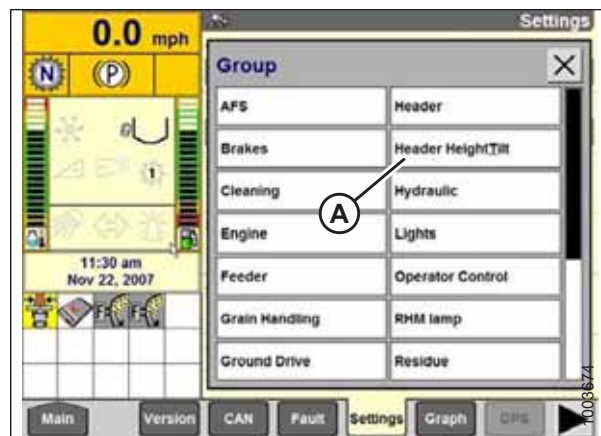 0.0 mph
Settings
N
(P)
1
11:30 am
Nov 22, 2007
Group
AFS
Header
Brakes
Header Height/Tilt
A
Cleaning
Hydraulic
Engine
Lights
Feeder
Operator Control
Grain Handling
RHM lamp
Ground Drive
Residue
Main
Version
CAN
Fault
Settings
Graph
GPS
1003674